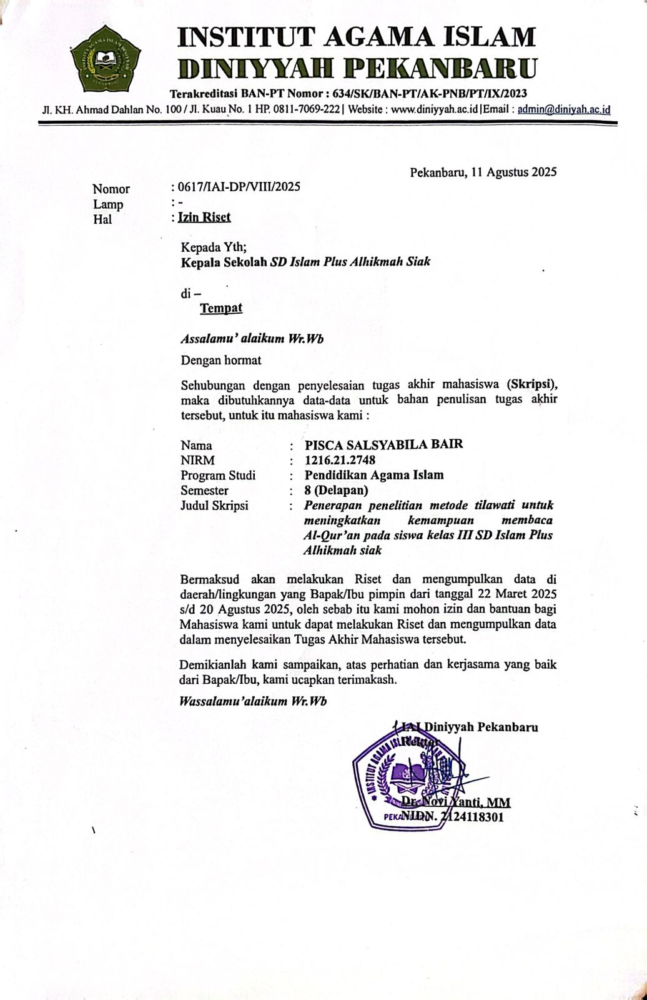 INSTITUT AGAMA ISLAM
DINIYYAH PEKANBARU
Terakreditasi BAN-PT Nomor : 634/SK/BAN-PT/AK-PNB/PT/IX/2023
Jl. KH. Ahmad Dahlan No. 100 / Jl. Kuau No. 1 HP. 0811-7069-222| Website : www.diniyyah.ac.id|Email : admin@diniyah.ac.id
Pekanbaru, 11 Agustus 2025
Nomor : 0617/IAI-DP/VIII/2025
Lamp : -
Hal : Izin Riset
Kepada Yth;
Kepala Sekolah SD Islam Plus Alhikmah Siak
di –
Tempat
Assalamu' alaikum Wr.Wb
Dengan hormat
Sehubungan dengan penyelesaian tugas akhir mahasiswa (Skripsi),
maka dibutuhkannya data-data untuk bahan penulisan tugas akhir
tersebut, untuk itu mahasiswa kami :
Nama : PISCA SALSYABILA BAIR
NIRM : 1216.21.2748
Program Studi : Pendidikan Agama Islam
Semester : 8 (Delapan)
Judul Skripsi : Penerapan penelitian metode tilawati untuk
meningkatkan kemampuan membaca
Al-Qur'an pada siswa kelas III SD Islam Plus
Alhikmah siak
Bermaksud akan melakukan Riset dan mengumpulkan data di
daerah/lingkungan yang Bapak/Ibu pimpin dari tanggal 22 Maret 2025
s/d 20 Agustus 2025, oleh sebab itu kami mohon izin dan bantuan bagi
Mahasiswa kami untuk dapat melakukan Riset dan mengumpulkan data
dalam menyelesaikan Tugas Akhir Mahasiswa tersebut.
Demikianlah kami sampaikan, atas perhatian dan kerjasama yang baik
dari Bapak/Ibu, kami ucapkan terimakash.
Wassalamu'alaikum Wr.Wb
IAI Diniyyah Pekanbaru
Rektor
INSTITUT AGAMA ISLAM
Dr. Novi Yanti, MM
NIDN. 2124118301